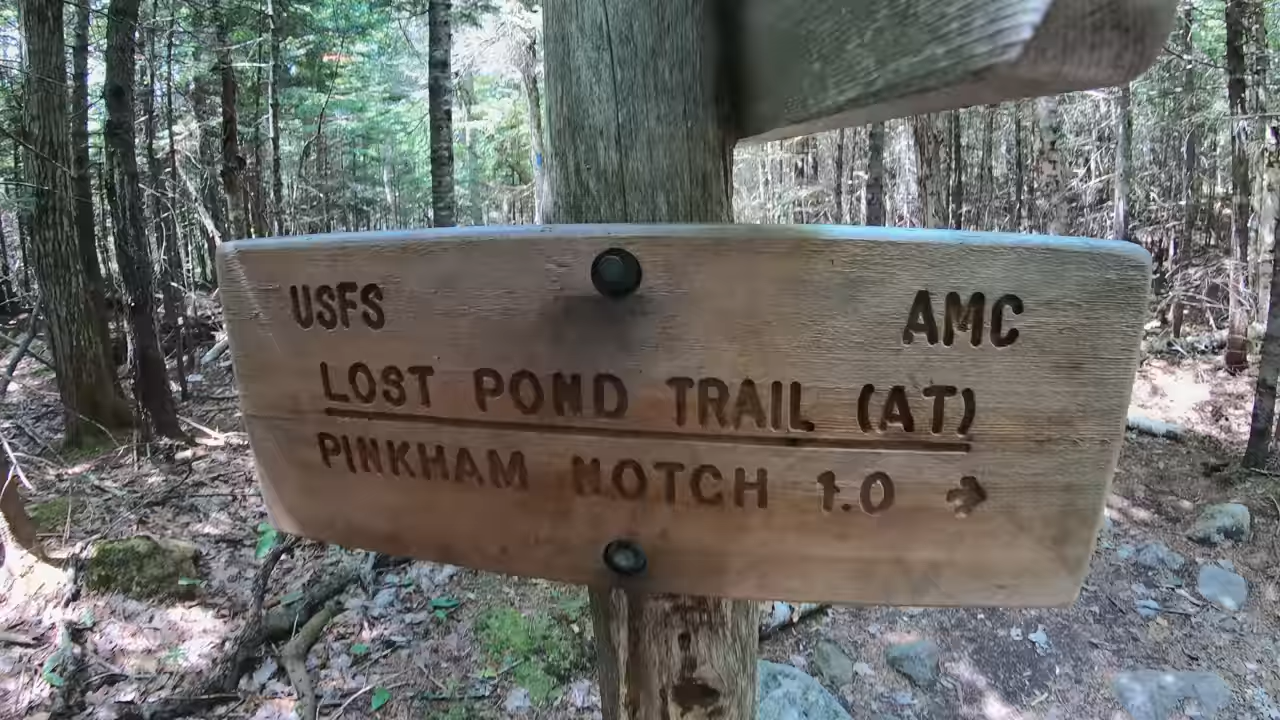 USFS AMC
LOST POND TRAIL (AT)
PINKHAM NOTCH 1.0 →